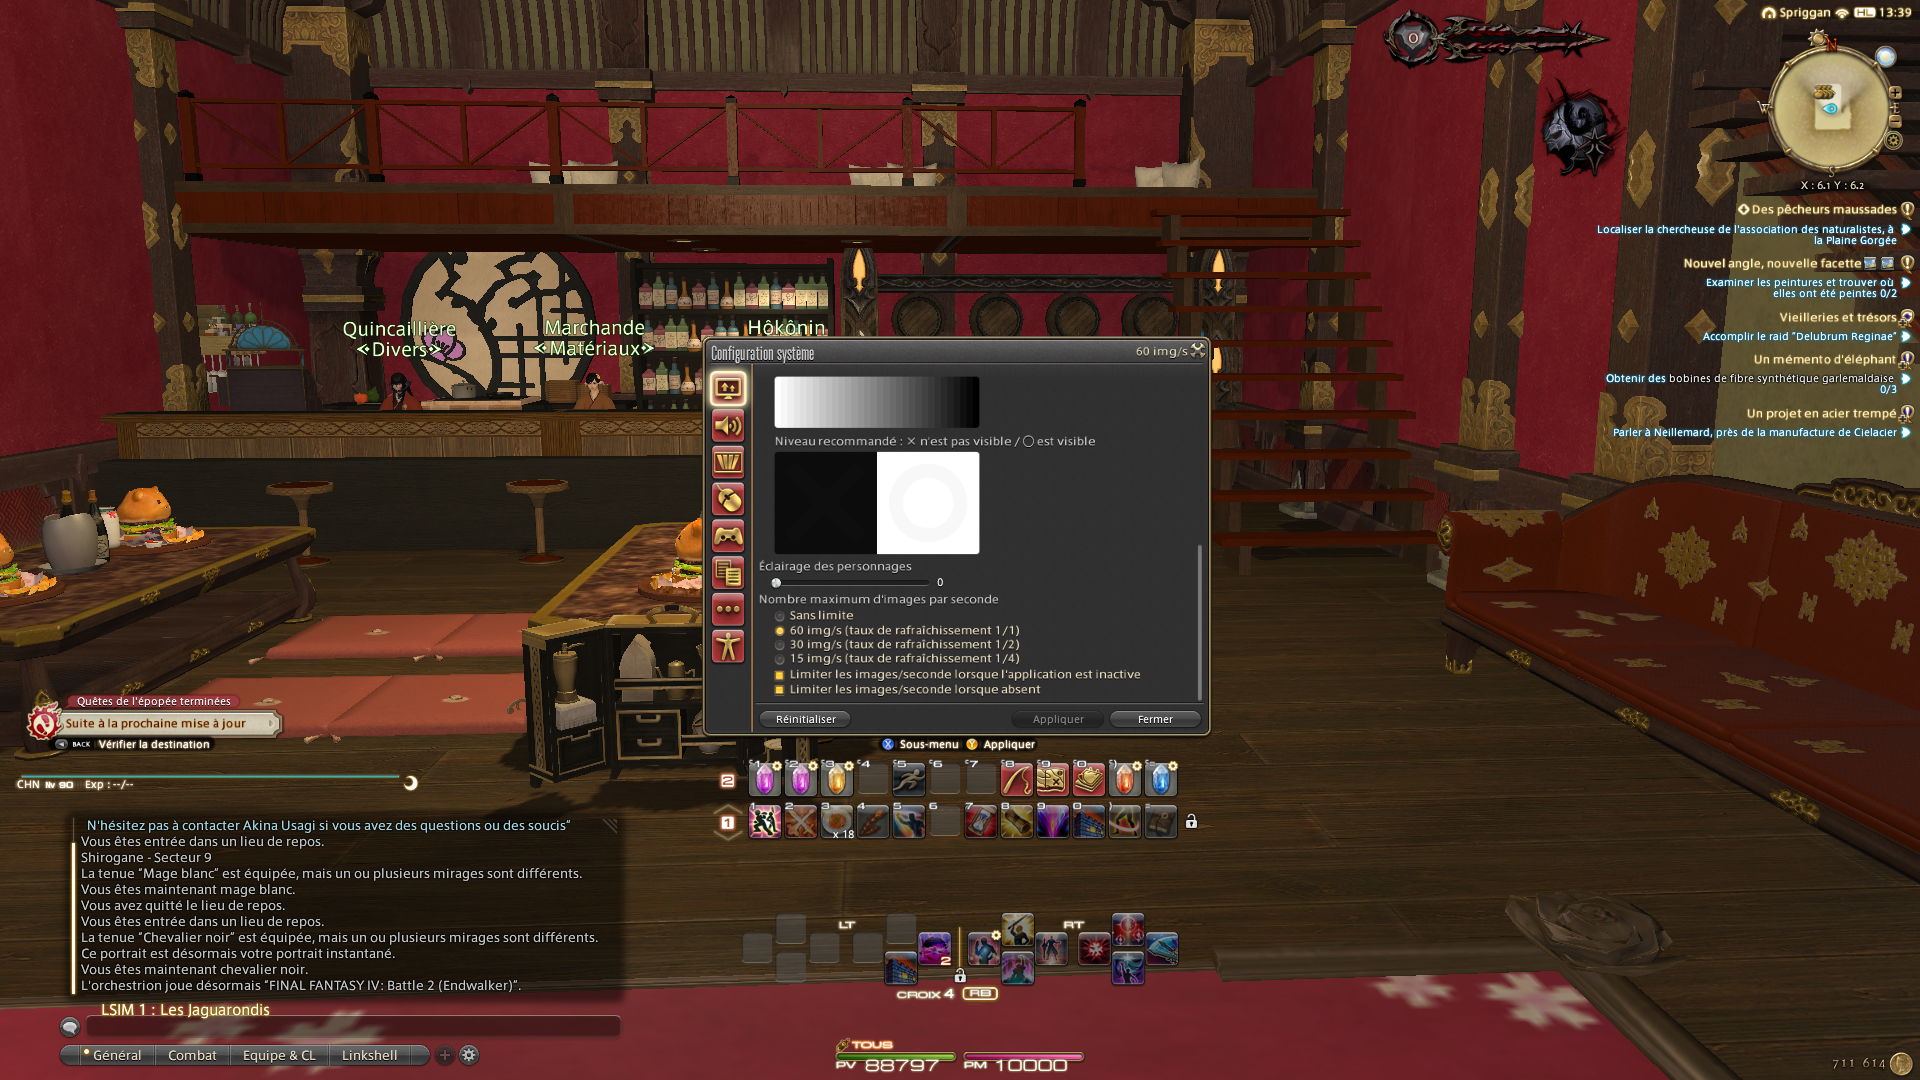 Spriggan HL 13:39
N
W
E
S
X : 6.1 Y : 6.2
Des pêcheurs maussades
Localiser la chercheuse de l'association des naturalistes, à
la Plaine Gorgée
Nouvel angle, nouvelle facette
Examiner les peintures et trouver où
elles ont été peintes 0/2
Vieilleries et trésors
Accomplir le raid "Delubrum Reginae"
Un mémento d'éléphant
Obtenir des bobines de fibre synthétique garlemaldaise
0/3
Un projet en acier trempé
Parler à Neillemard, près de la manufacture de Cielacier
Quincaillière
<Divers>
Marchande
<Matériaux>
Hôkônin
Configuration système
60 img/s
Niveau recommandé : × n'est pas visible / ○ est visible
Éclairage des personnages
0
Nombre maximum d'images par seconde
Sans limite
60 img/s (taux de rafraîchissement 1/1)
30 img/s (taux de rafraîchissement 1/2)
15 img/s (taux de rafraîchissement 1/4)
Limiter les images/seconde lorsque l'application est inactive
Limiter les images/seconde lorsque absent
Réinitialiser
Appliquer
Fermer
X Sous-menu Y Appliquer
Quêtes de l'épopée terminées
Suite à la prochaine mise à jour
BACK Vérifier la destination
CHN Nv 90 Exp : --/--
2
1
x 18
N'hésitez pas à contacter Akina Usagi si vous avez des questions ou des soucis"
Vous êtes entrée dans un lieu de repos.
Shirogane - Secteur 9
La tenue "Mage blanc" est équipée, mais un ou plusieurs mirages sont différents.
Vous êtes maintenant mage blanc.
Vous avez quitté le lieu de repos.
Vous êtes entrée dans un lieu de repos.
La tenue "Chevalier noir" est équipée, mais un ou plusieurs mirages sont différents.
Ce portrait est désormais votre portrait instantané.
Vous êtes maintenant chevalier noir.
L'orchestrion joue désormais "FINAL FANTASY IV: Battle 2 (Endwalker)".
LSIM 1 : Les Jaguarondis
Général
Combat
Equipe & CL
Linkshell
LT
RT
2
CROIX 4 RB
TOUS
PV 88797
PM 10000
711 614